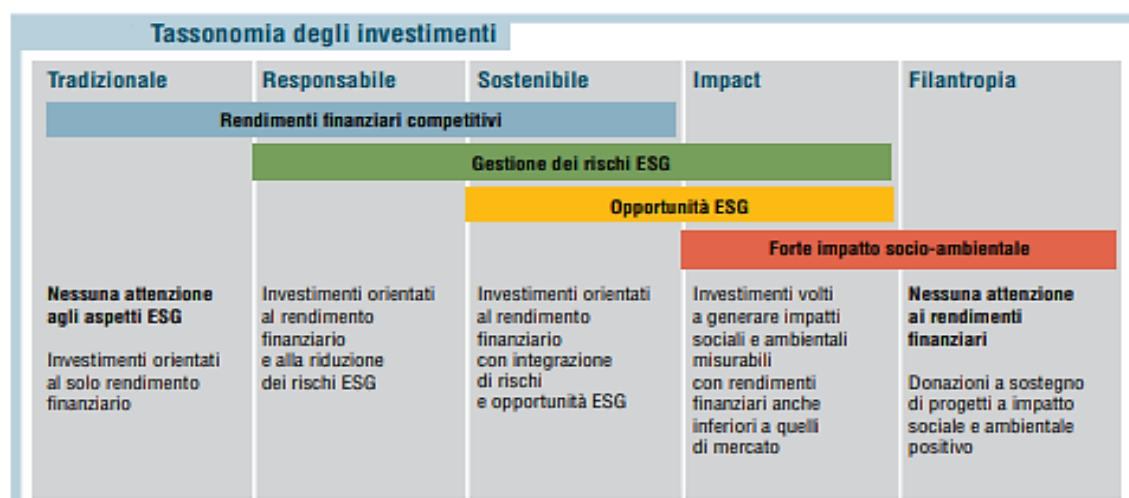 Tassonomia degli investimenti
Tradizionale
Responsabile
Sostenibile
Impact
Filantropia
Rendimenti finanziari competitivi
Gestione dei rischi ESG
Opportunità ESG
Forte impatto socio-ambientale
Nessuna attenzione
agli aspetti ESG
Investimenti orientati
al solo rendimento
finanziario
Investimenti orientati
al rendimento
finanziario
e alla riduzione
dei rischi ESG
Investimenti orientati
al rendimento
finanziario
con integrazione
di rischi
e opportunità ESG
Investimenti volti
a generare impatti
sociali e ambientali
misurabili
con rendimenti
finanziari anche
inferiori a quelli
di mercato
Nessuna attenzione
ai rendimenti
finanziari
Donazioni a sostegno
di progetti a impatto
sociale e ambientale
positivo